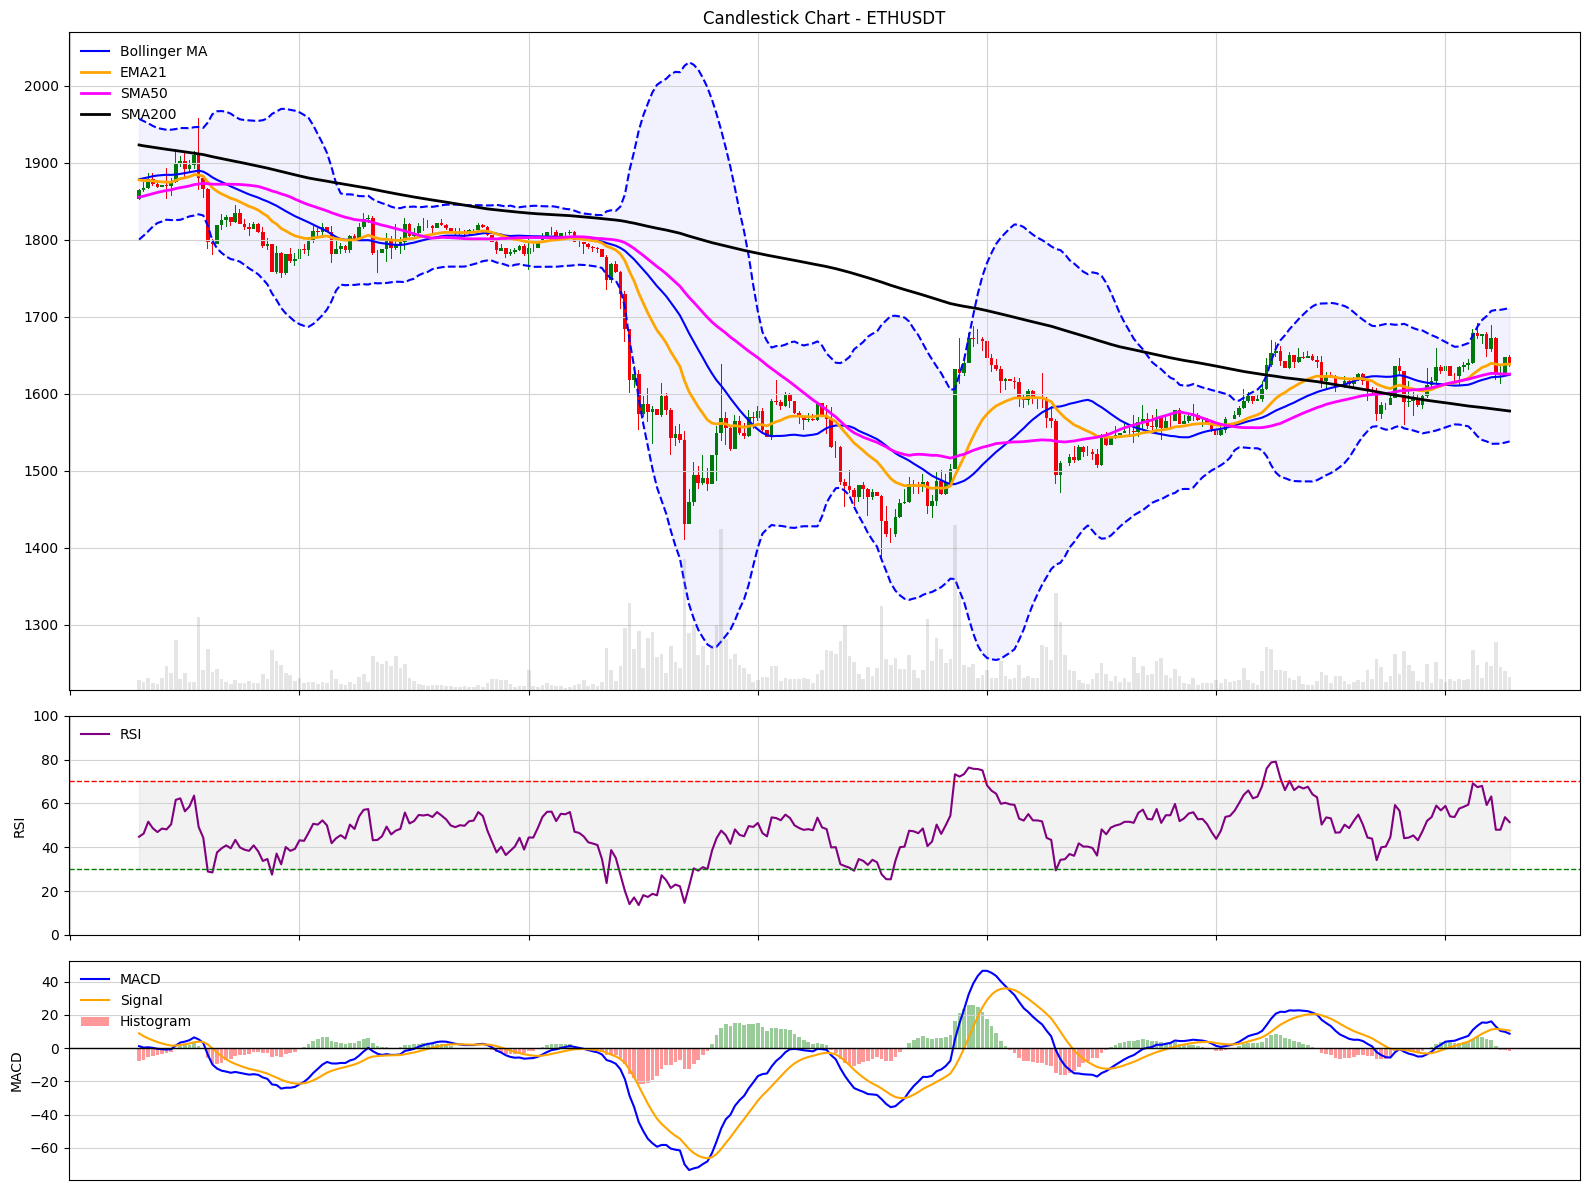 Candlestick Chart - ETHUSDT
Bollinger MA
EMA21
SMA50
SMA200
2000
1900
1800
1700
1600
1500
1400
1300
RSI
100
80
60
40
20
0
RSI
MACD
Signal
Histogram
40
20
0
−20
−40
−60
MACD